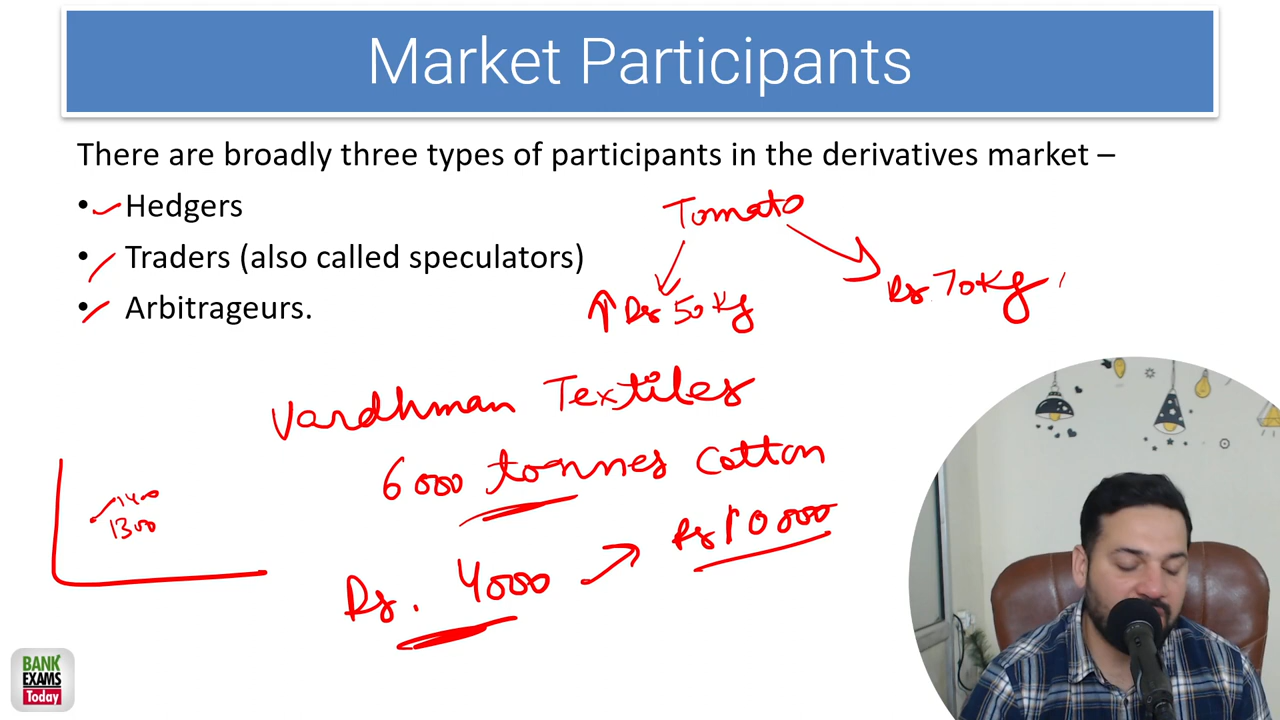 Market Participants
There are broadly three types of participants in the derivatives market –
• Hedgers
• Traders (also called speculators)
• Arbitrageurs.
Tomato
↑ Rs 50 Kg
Rs 70 Kg
Vardhman Textiles
6000 tonnes Cotton
1400
1300
Rs. 4000 → Rs 10000
BANK
EXAMS
Today